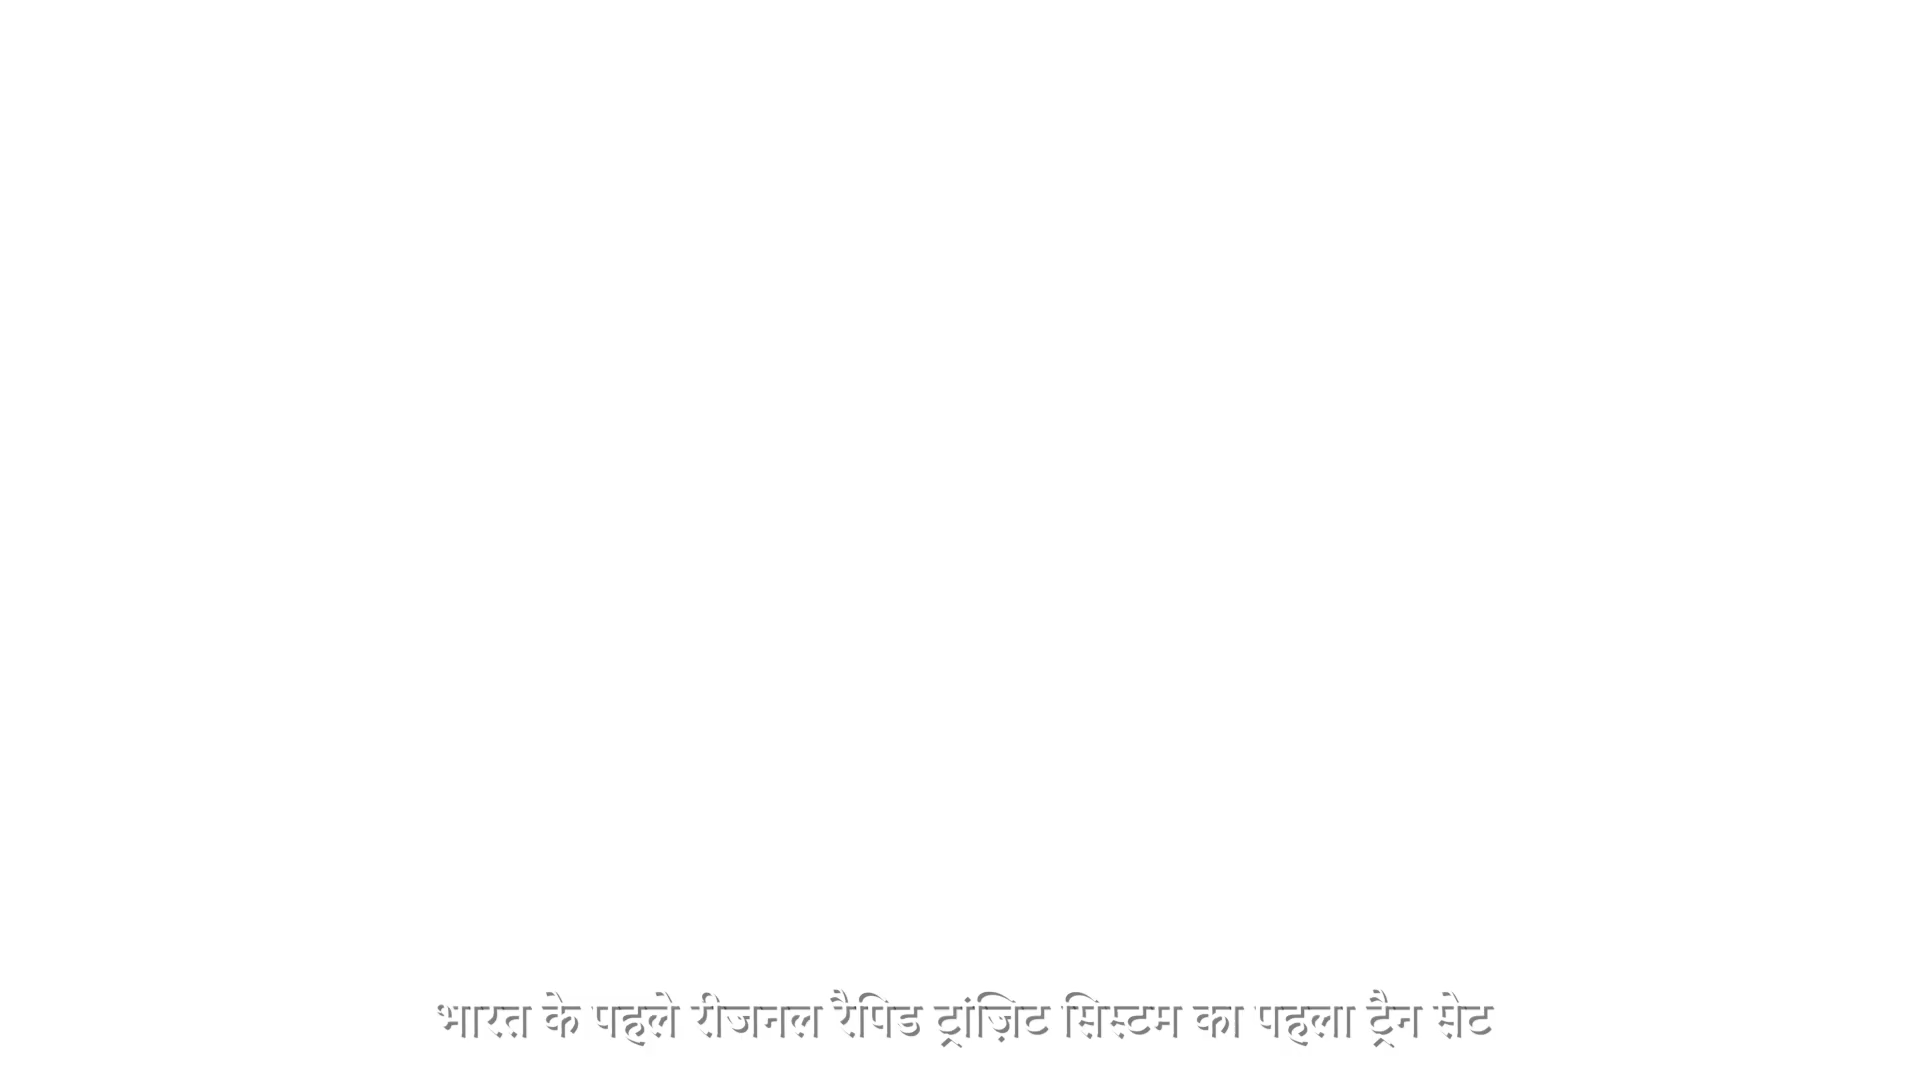 भारत के पहले रीजनल रैपिड ट्रांज़िट सिस्टम का पहला ट्रैन सेट